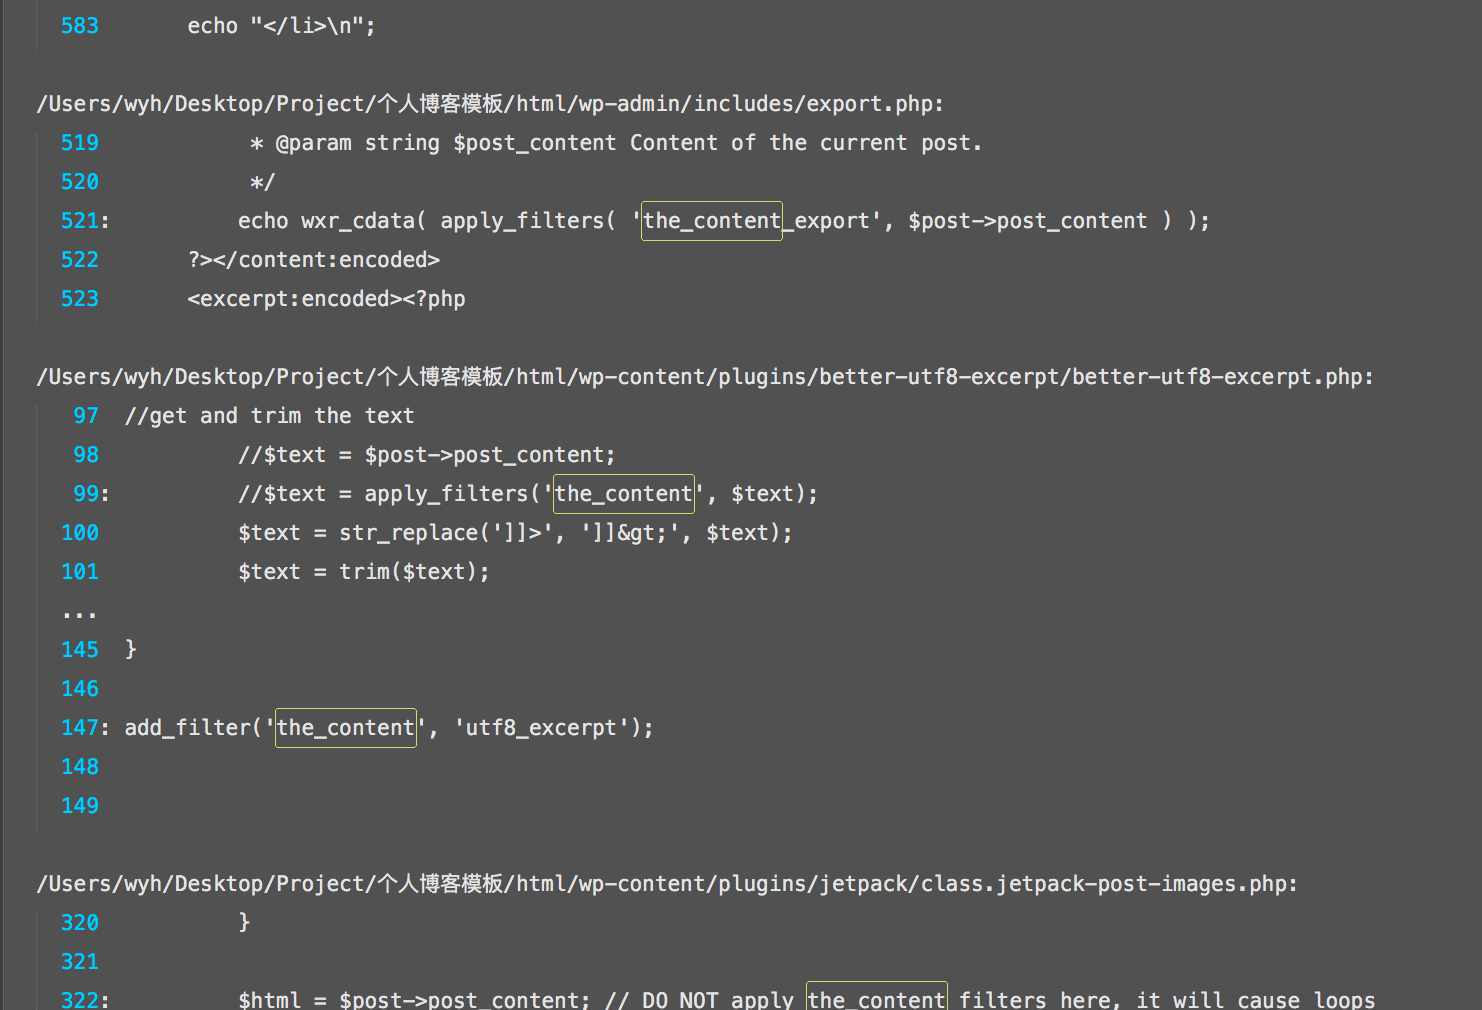 583       echo "</li>\n";
/Users/wyh/Desktop/Project/个人博客模板/html/wp-admin/includes/export.php:
519            * @param string $post_content Content of the current post.
520            */
521:          echo wxr_cdata( apply_filters( 'the_content_export', $post->post_content ) );
522       ?></content:encoded>
523       <excerpt:encoded><?php
/Users/wyh/Desktop/Project/个人博客模板/html/wp-content/plugins/better-utf8-excerpt/better-utf8-excerpt.php:
97  //get and trim the text
98           //$text = $post->post_content;
99:          //$text = apply_filters('the_content', $text);
100           $text = str_replace(']]>', ']]&gt;', $text);
101           $text = trim($text);
...
145  }
146
147: add_filter('the_content', 'utf8_excerpt');
148
149
/Users/wyh/Desktop/Project/个人博客模板/html/wp-content/plugins/jetpack/class.jetpack-post-images.php:
320           }
321
322:          $html = $post->post_content; // DO NOT apply the_content filters here, it will cause loops